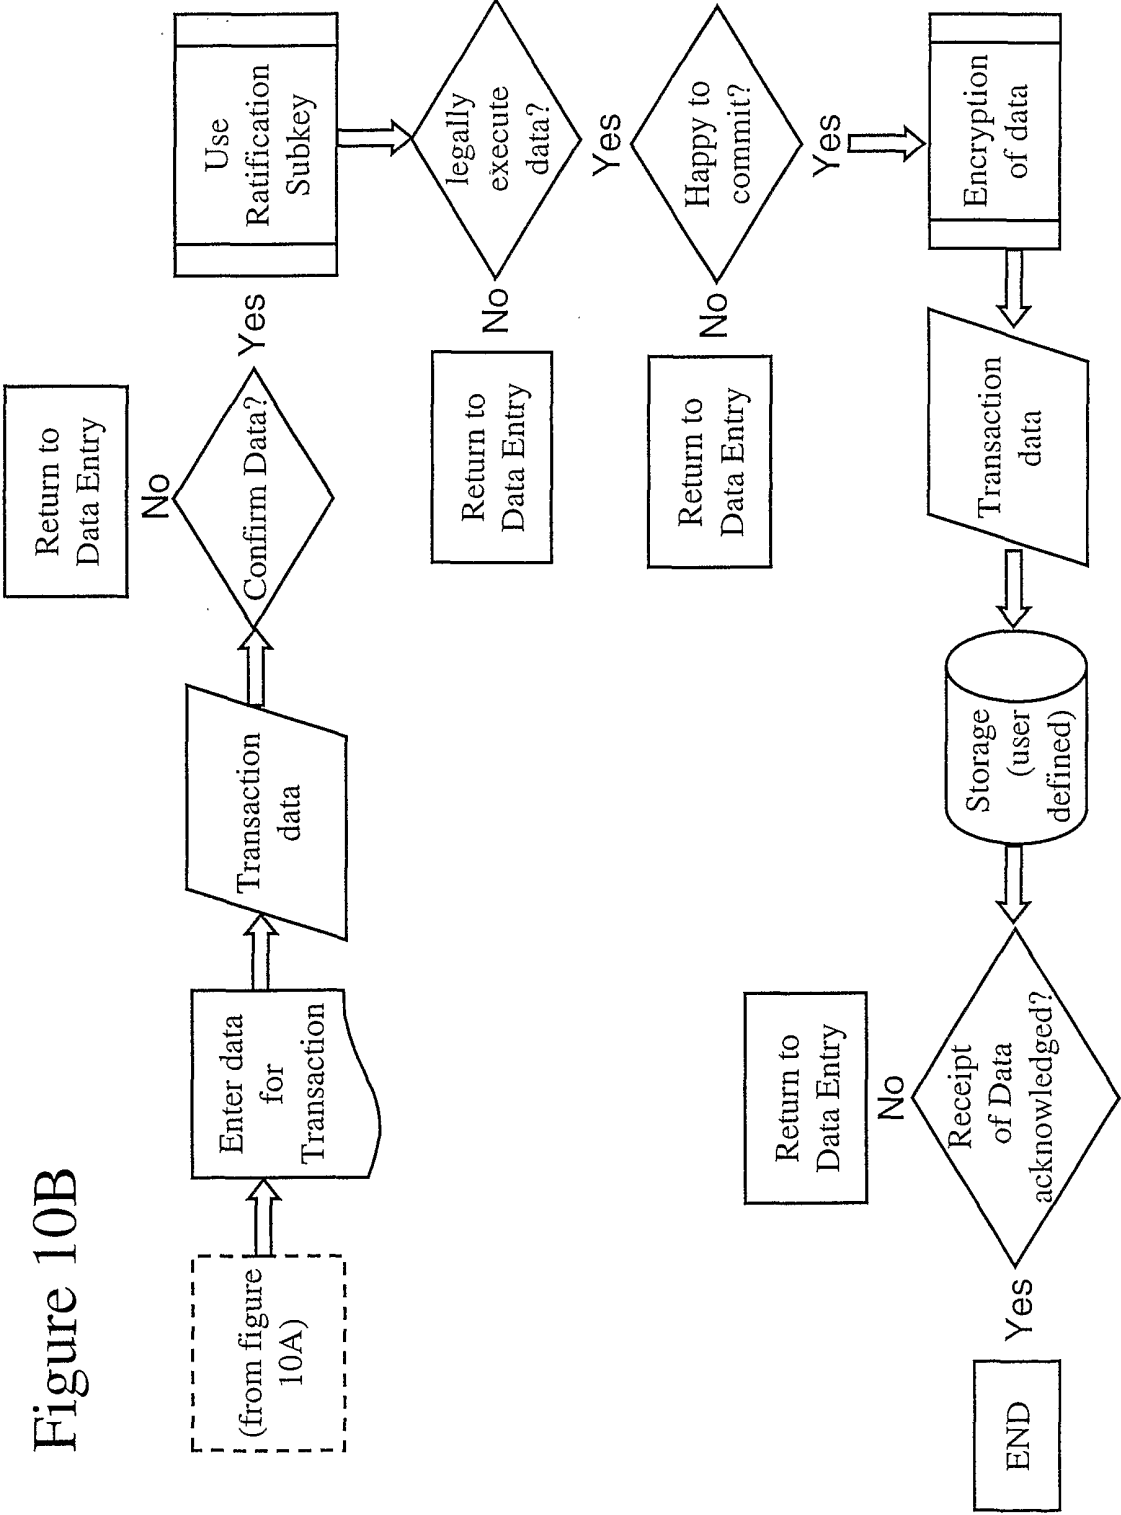 Figure 10B
(from figure
10A)
Enter data
for
Transaction
Transaction
data
Confirm Data?
No
Return to
Data Entry
Yes
Use
Ratification
Subkey
legally
execute
data?
No
Return to
Data Entry
Yes
Happy to
commit?
No
Return to
Data Entry
Yes
Encryption
of data
Transaction
data
Storage
(user
defined)
Receipt
of Data
acknowledged?
No
Return to
Data Entry
Yes
END